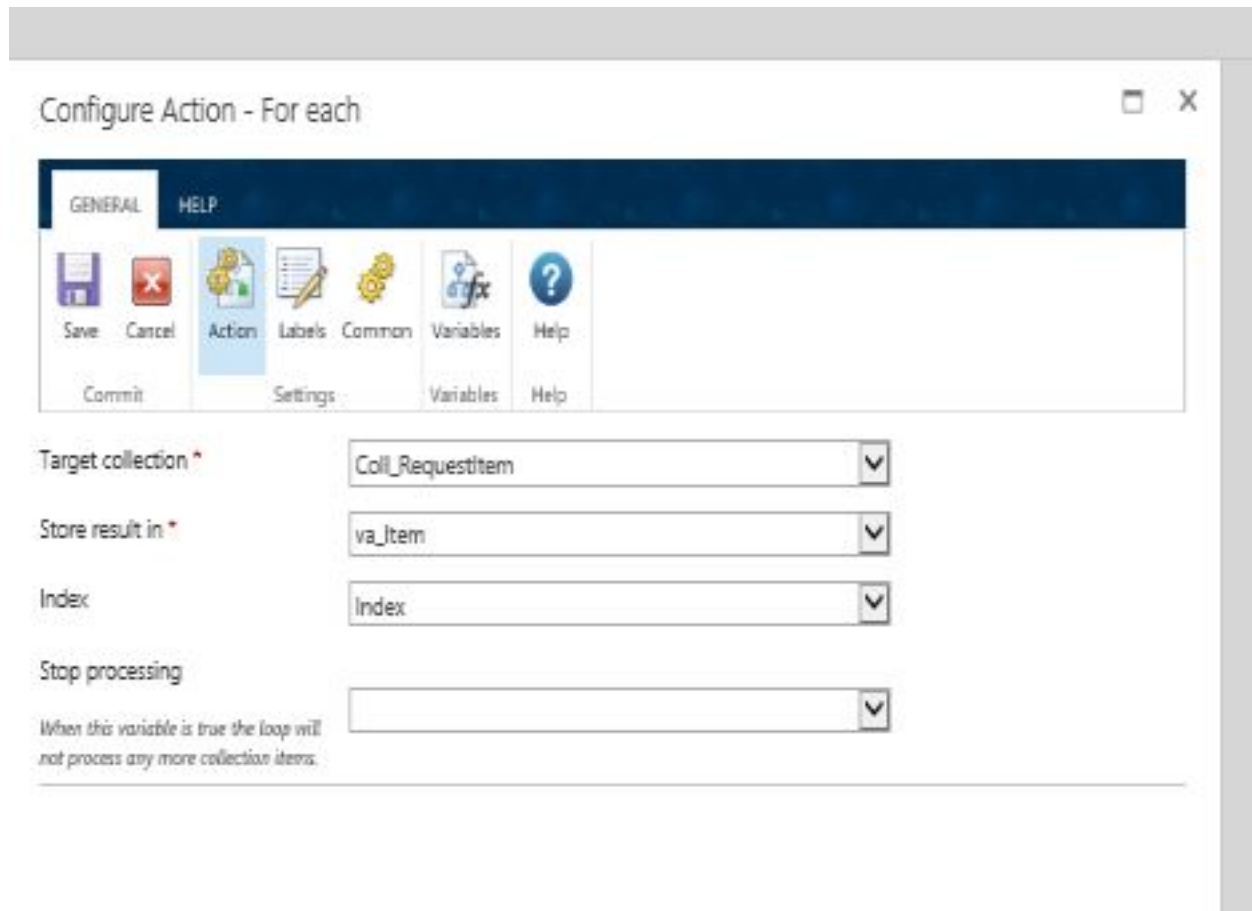 Configure Action - For each
GENERAL HELP
Save Cancel Action Labels Common Variables Help
Commit Settings Variables Help
Target collection * Coll_RequestItem
Store result in * va_Item
Index Index
Stop processing
When this variable is true the loop will
not process any more collection items.